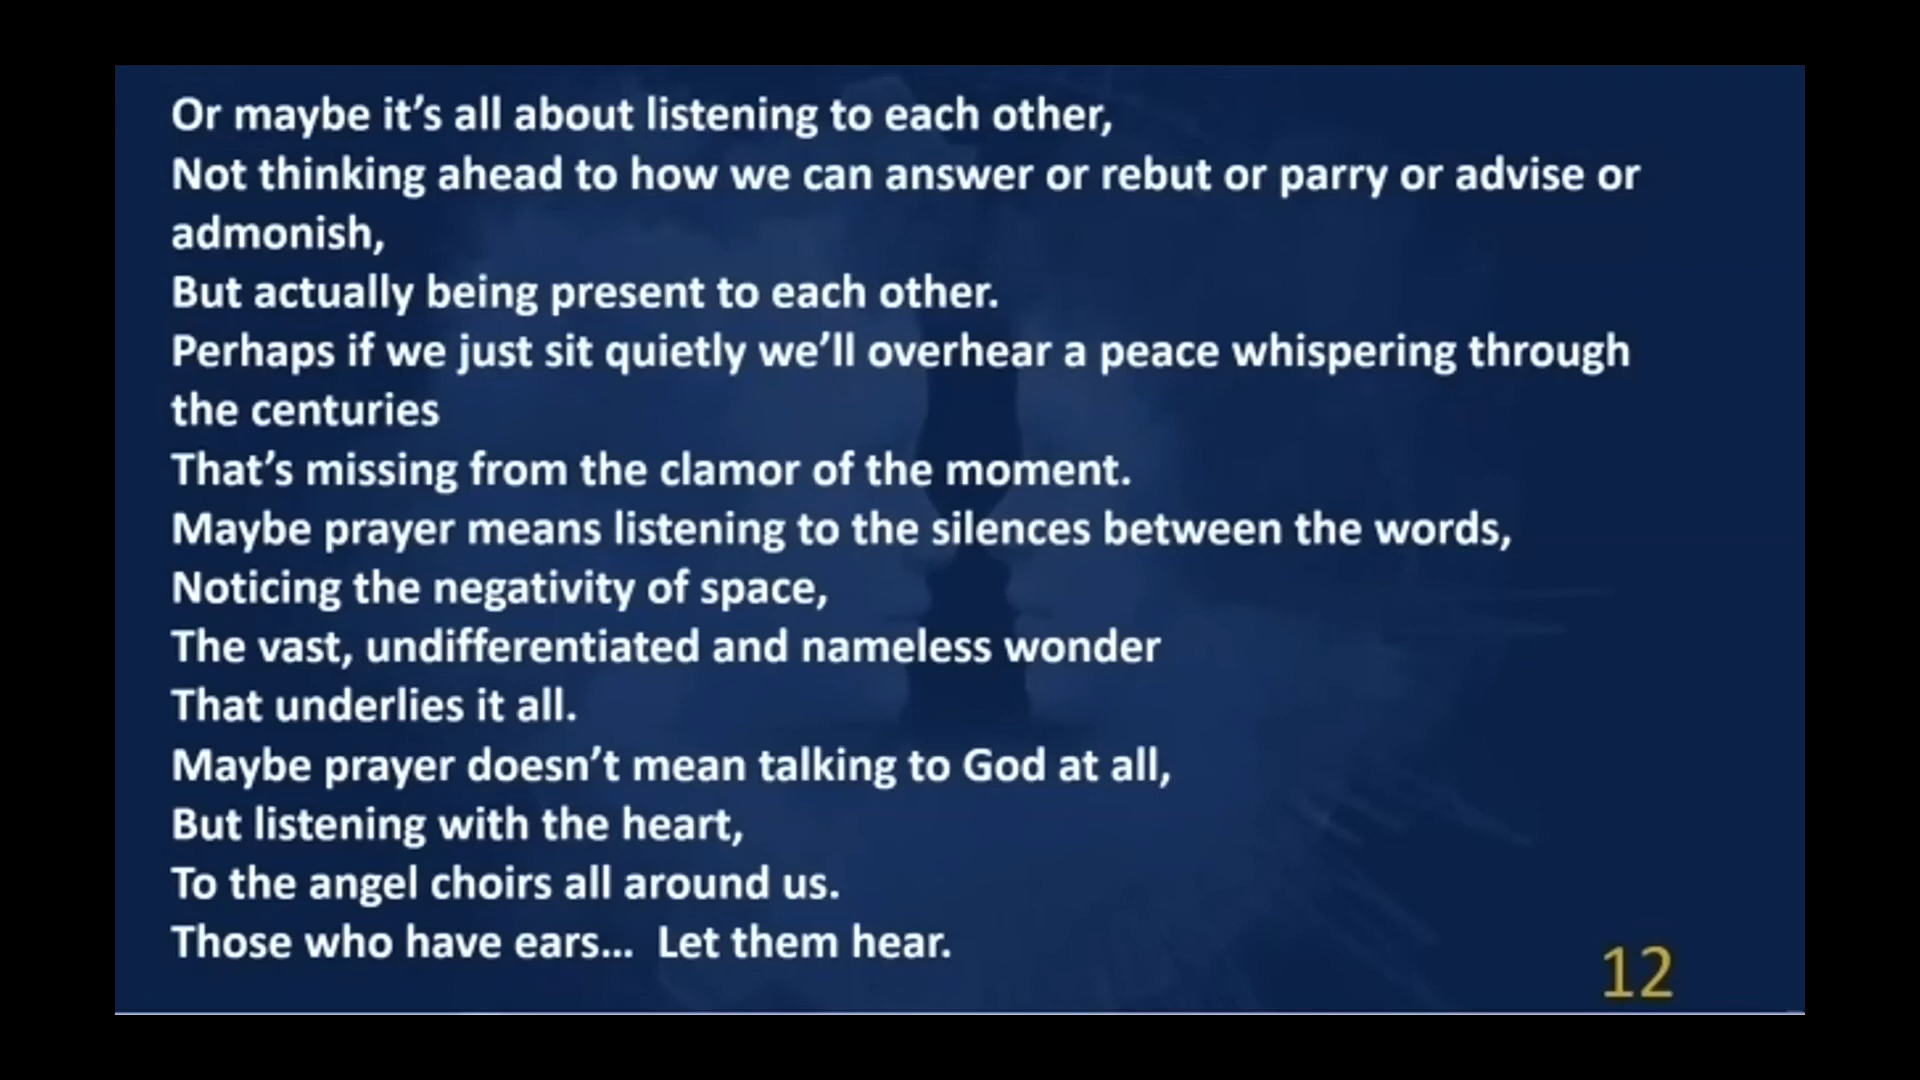 Or maybe it’s all about listening to each other,
Not thinking ahead to how we can answer or rebut or parry or advise or
admonish,
But actually being present to each other.
Perhaps if we just sit quietly we’ll overhear a peace whispering through
the centuries
That’s missing from the clamor of the moment.
Maybe prayer means listening to the silences between the words,
Noticing the negativity of space,
The vast, undifferentiated and nameless wonder
That underlies it all.
Maybe prayer doesn’t mean talking to God at all,
But listening with the heart,
To the angel choirs all around us.
Those who have ears...  Let them hear.
12